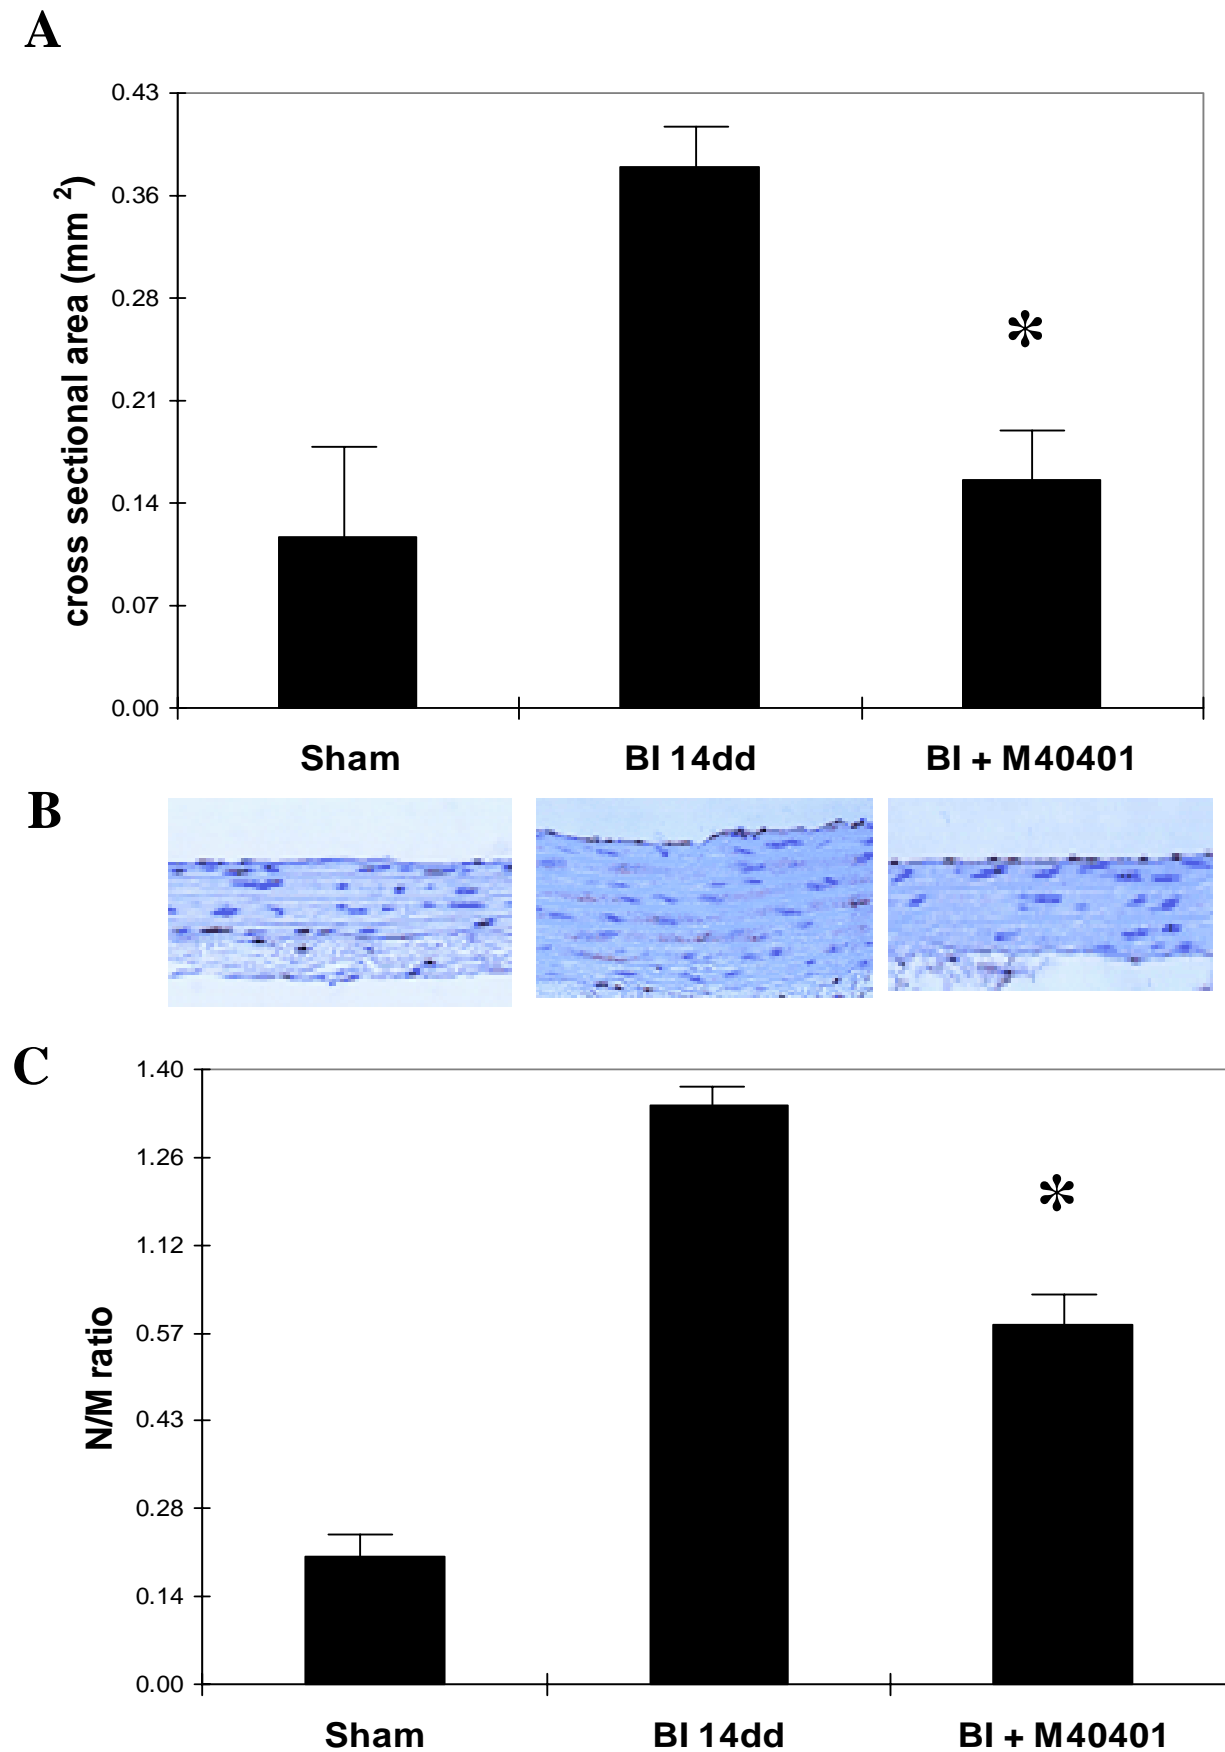 A
0.43
0.36
0.28
0.21
0.14
0.07
0.00
cross sectional area (mm 2)
Sham BI 14dd BI + M40401
B
C
1.40
1.26
1.12
0.57
0.43
0.28
0.14
0.00
N/M ratio
*
*
Sham BI 14dd BI + M40401